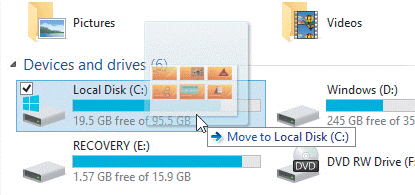 Pictures
Videos
Devices and drives (6)
Local Disk (C:)
Windows (D:)
19.5 GB free of 95.5 GB
245 GB free of 35
Move to Local Disk (C:)
RECOVERY (E:)
DVD RW Drive (F:
1.57 GB free of 15.9 GB
DVD